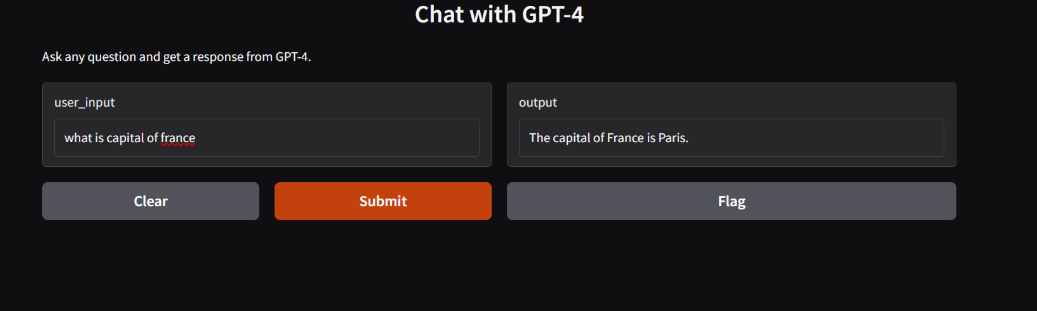 Chat with GPT-4
Ask any question and get a response from GPT-4.
user_input
what is capital of france
output
The capital of France is Paris.
Clear
Submit
Flag